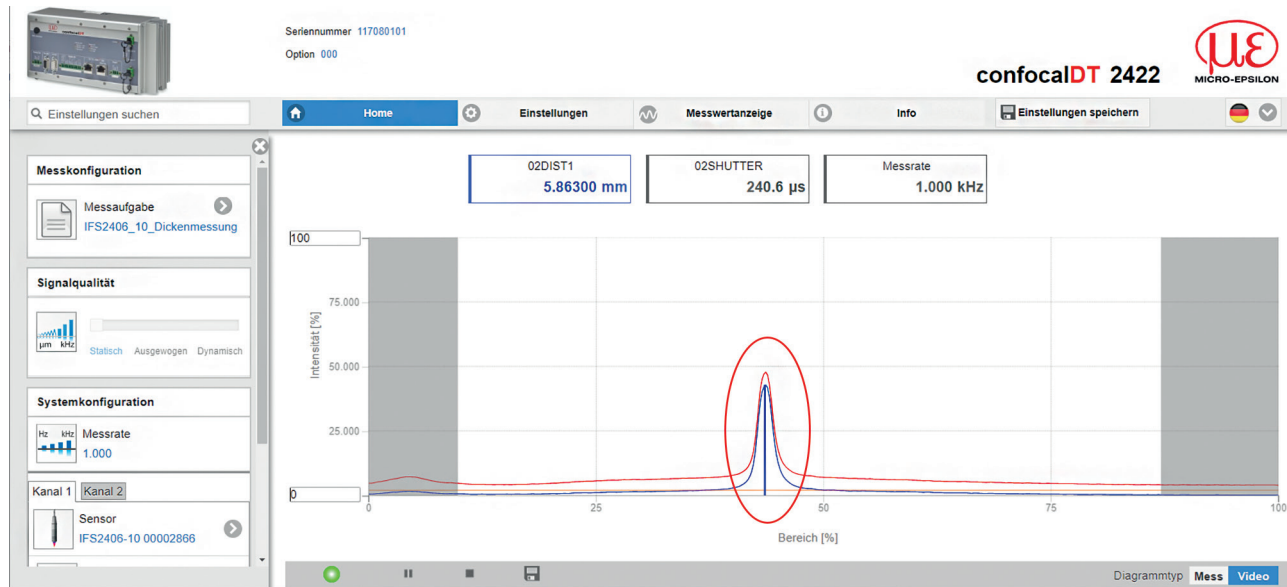 Seriennummer 117080101
Option 000
confocalDT 2422
με
MICRO-EPSILON
Einstellungen suchen
Home
Einstellungen
Messwertanzeige
Info
Einstellungen speichern
Messkonfiguration
Messaufgabe
IFS2406_10_Dickenmessung
Signalqualität
µm kHz
Statisch Ausgewogen Dynamisch
Systemkonfiguration
Hz kHz
Messrate
1.000
Kanal 1 Kanal 2
Sensor
IFS2406-10 00002866
02DIST1
5.86300 mm
02SHUTTER
240.6 µs
Messrate
1.000 kHz
100
75.000
50.000
25.000
0
Intensität [%]
0 25 50 75 100
Bereich [%]
Diagrammtyp Mess Video